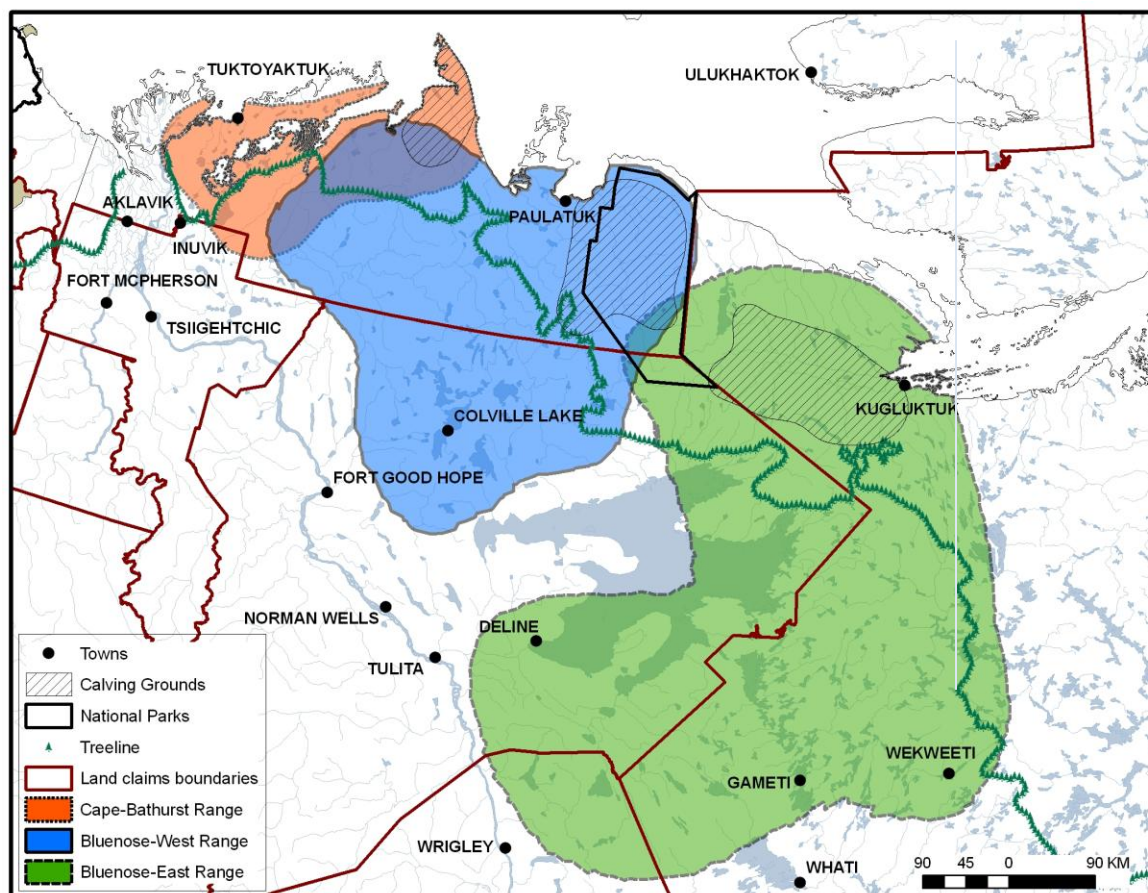 TUKTOYAKTUK
ULUKHAKTOK
AKLAVIK
PAULATUK
INUVIK
FORT MCPHERSON
TSIIGEHTCHIC
KUGLUKTUK
COLVILLE LAKE
FORT GOOD HOPE
NORMAN WELLS
DELINE
TULITA
WEKWEETI
GAMETI
WRIGLEY
WHATI
Towns
Calving Grounds
National Parks
Treeline
Land claims boundaries
Cape-Bathurst Range
Bluenose-West Range
Bluenose-East Range
90 45 0 90 KM